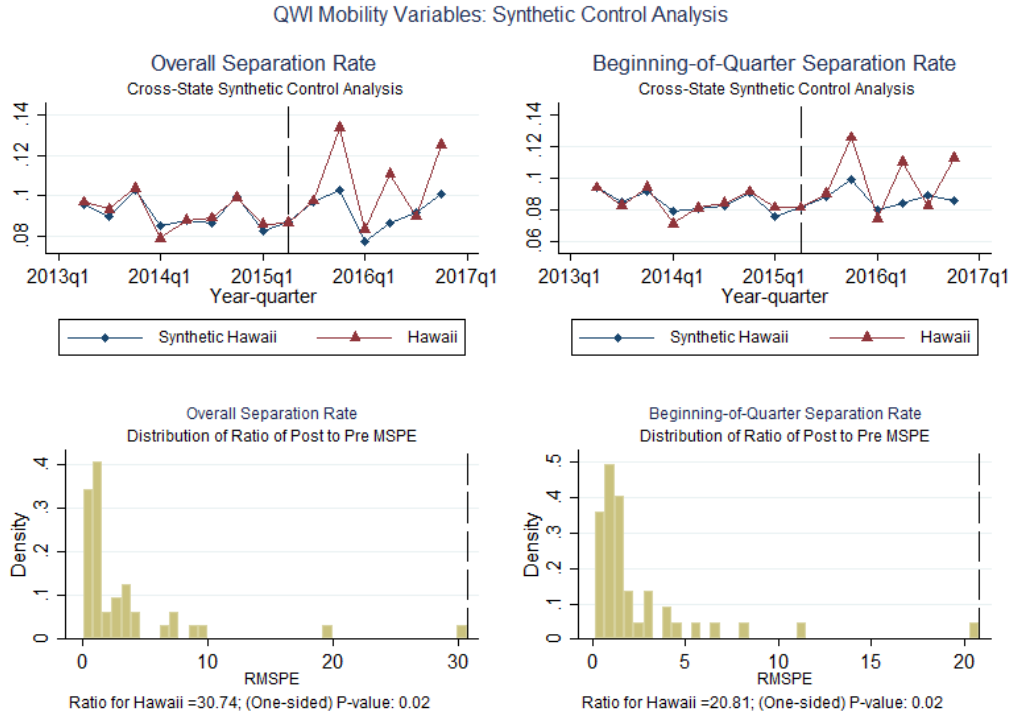 QWI Mobility Variables: Synthetic Control Analysis
Overall Separation Rate
Cross-State Synthetic Control Analysis
.14
.12
.1
.08
2013q1 2014q1 2015q1 2016q1 2017q1
Year-quarter
Synthetic Hawaii Hawaii
Beginning-of-Quarter Separation Rate
Cross-State Synthetic Control Analysis
.14
.12
.1
.08
.06
2013q1 2014q1 2015q1 2016q1 2017q1
Year-quarter
Synthetic Hawaii Hawaii
Overall Separation Rate
Distribution of Ratio of Post to Pre MSPE
Density
.4
.3
.2
.1
0
0 10 20 30
RMSPE
Ratio for Hawaii =30.74; (One-sided) P-value: 0.02
Beginning-of-Quarter Separation Rate
Distribution of Ratio of Post to Pre MSPE
Density
.5
.4
.3
.2
.1
0
0 5 10 15 20
RMSPE
Ratio for Hawaii =20.81; (One-sided) P-value: 0.02